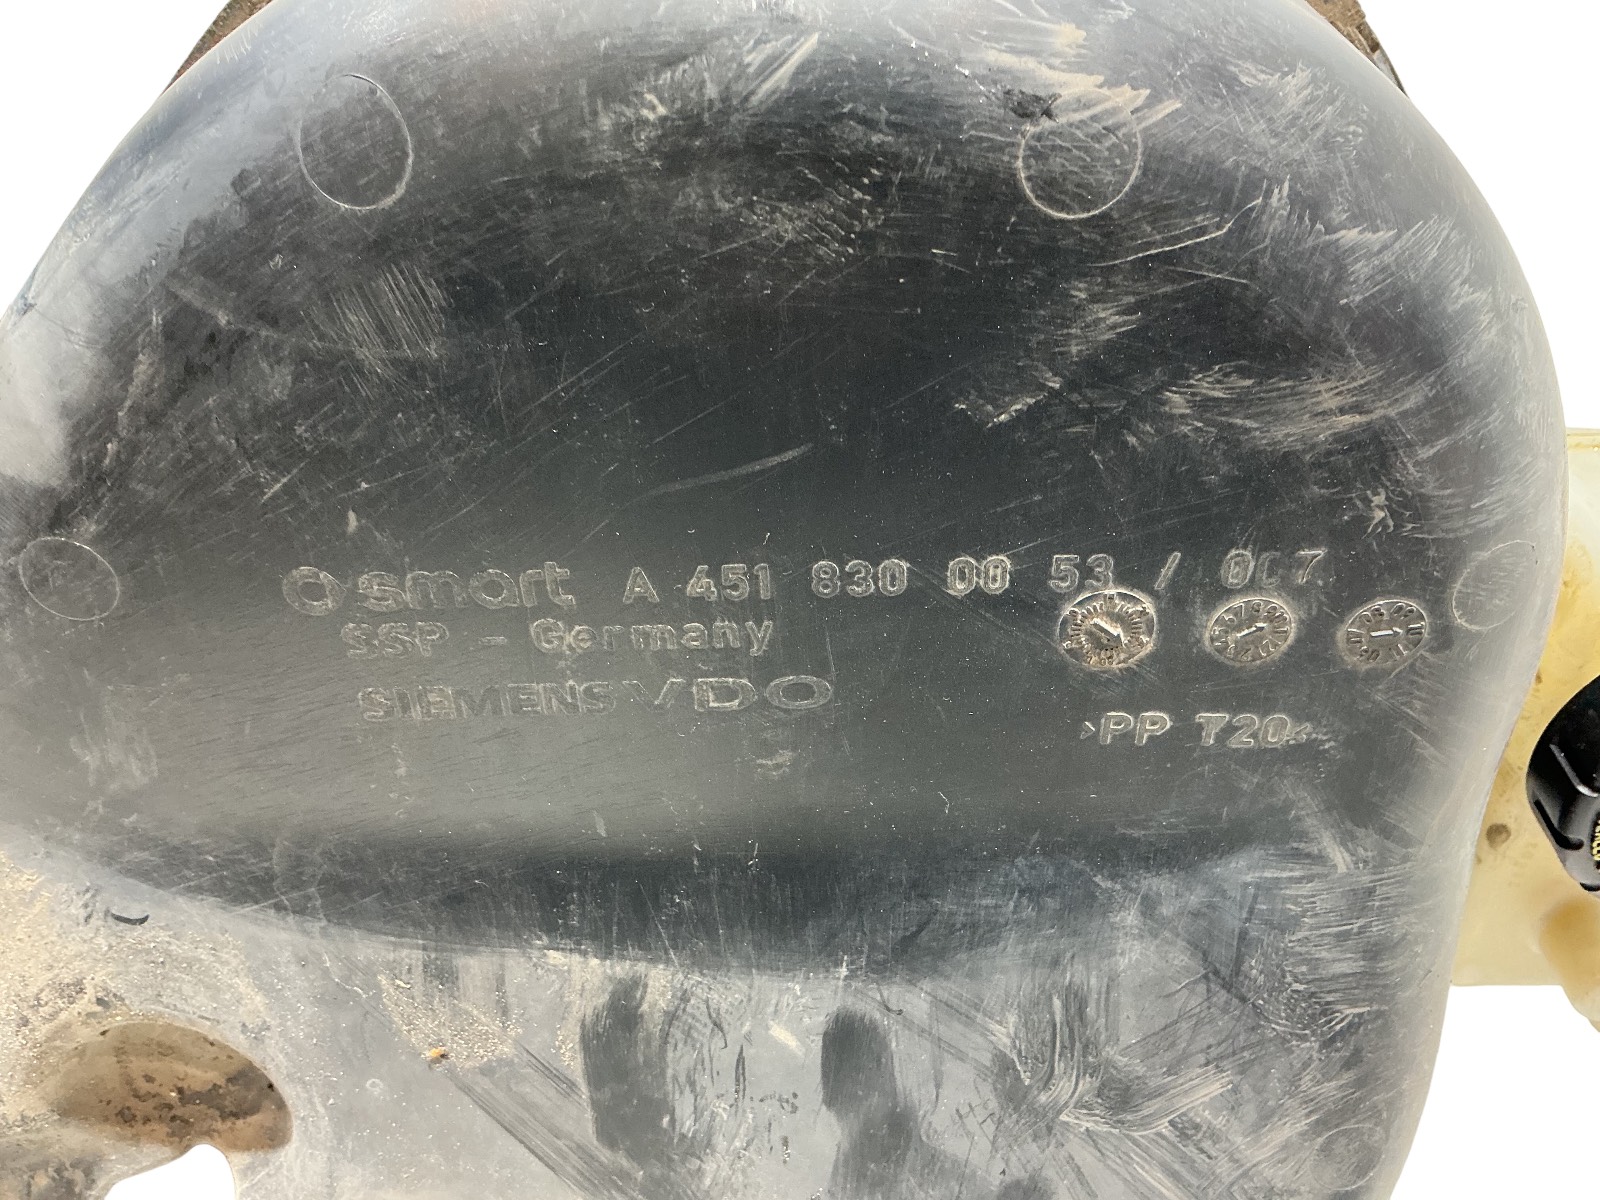 smart A 451 830 00 53 / 007
SSP - Germany
SIEMENS VDO
>PP T20<